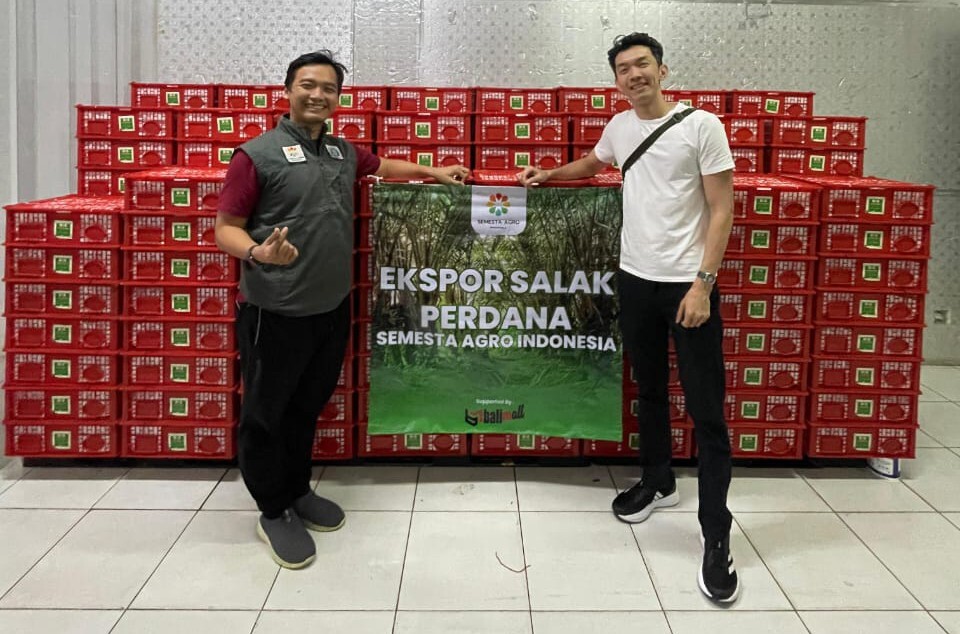 SEMESTA AGRO
EKSPOR SALAK
PERDANA
SEMESTA AGRO INDONESIA
Supported by :
balimall